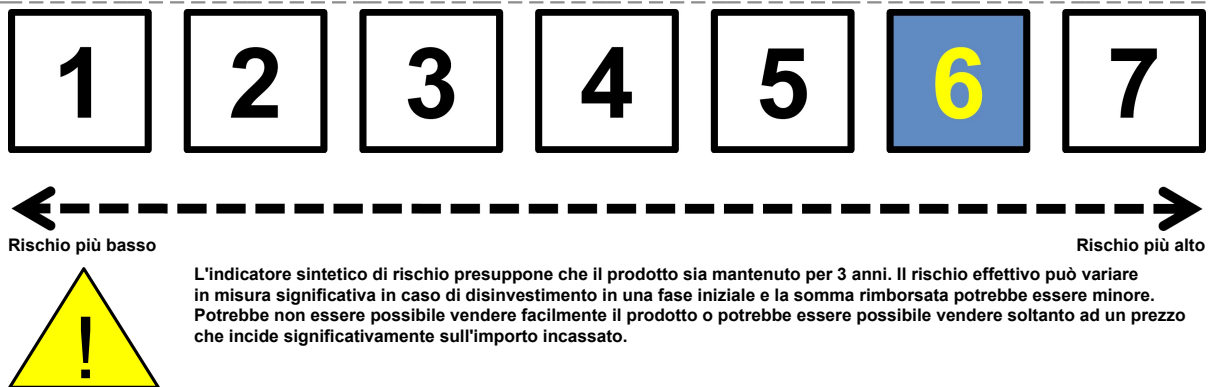 1 2 3 4 5 6 7
Rischio più basso Rischio più alto
!
L'indicatore sintetico di rischio presuppone che il prodotto sia mantenuto per 3 anni. Il rischio effettivo può variare
in misura significativa in caso di disinvestimento in una fase iniziale e la somma rimborsata potrebbe essere minore.
Potrebbe non essere possibile vendere facilmente il prodotto o potrebbe essere possibile vendere soltanto ad un prezzo
che incide significativamente sull'importo incassato.